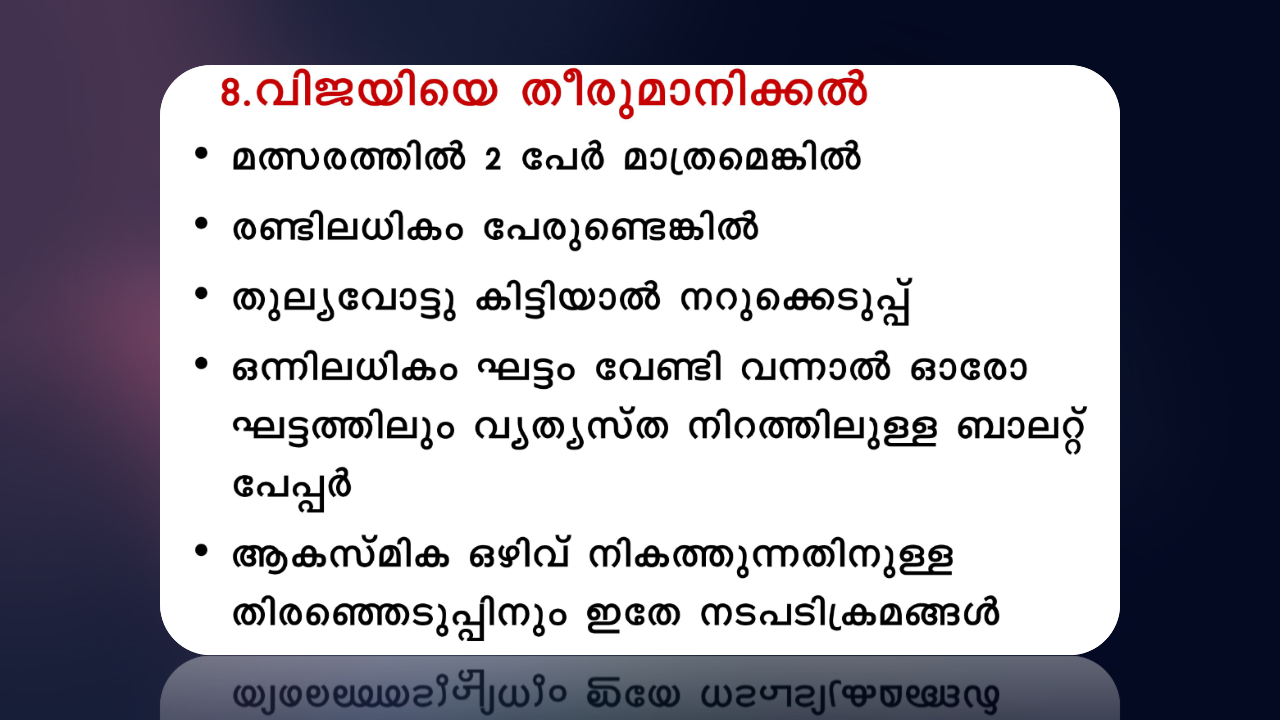 8.വിജയിയെ തീരുമാനിക്കൽ
• മത്സരത്തിൽ 2 പേർ മാത്രമെങ്കിൽ
• രണ്ടിലധികം പേരുണ്ടെങ്കിൽ
• തുല്യവോട്ടു കിട്ടിയാൽ നറുക്കെടുപ്പ്
• ഒന്നിലധികം ഘട്ടം വേണ്ടി വന്നാൽ ഓരോ
ഘട്ടത്തിലും വ്യത്യസ്ത നിറത്തിലുള്ള ബാലറ്റ്
പേപ്പർ
• ആകസ്മിക ഒഴിവ് നികത്തുന്നതിനുള്ള
തിരഞ്ഞെടുപ്പിനും ഇതേ നടപടിക്രമങ്ങൾ